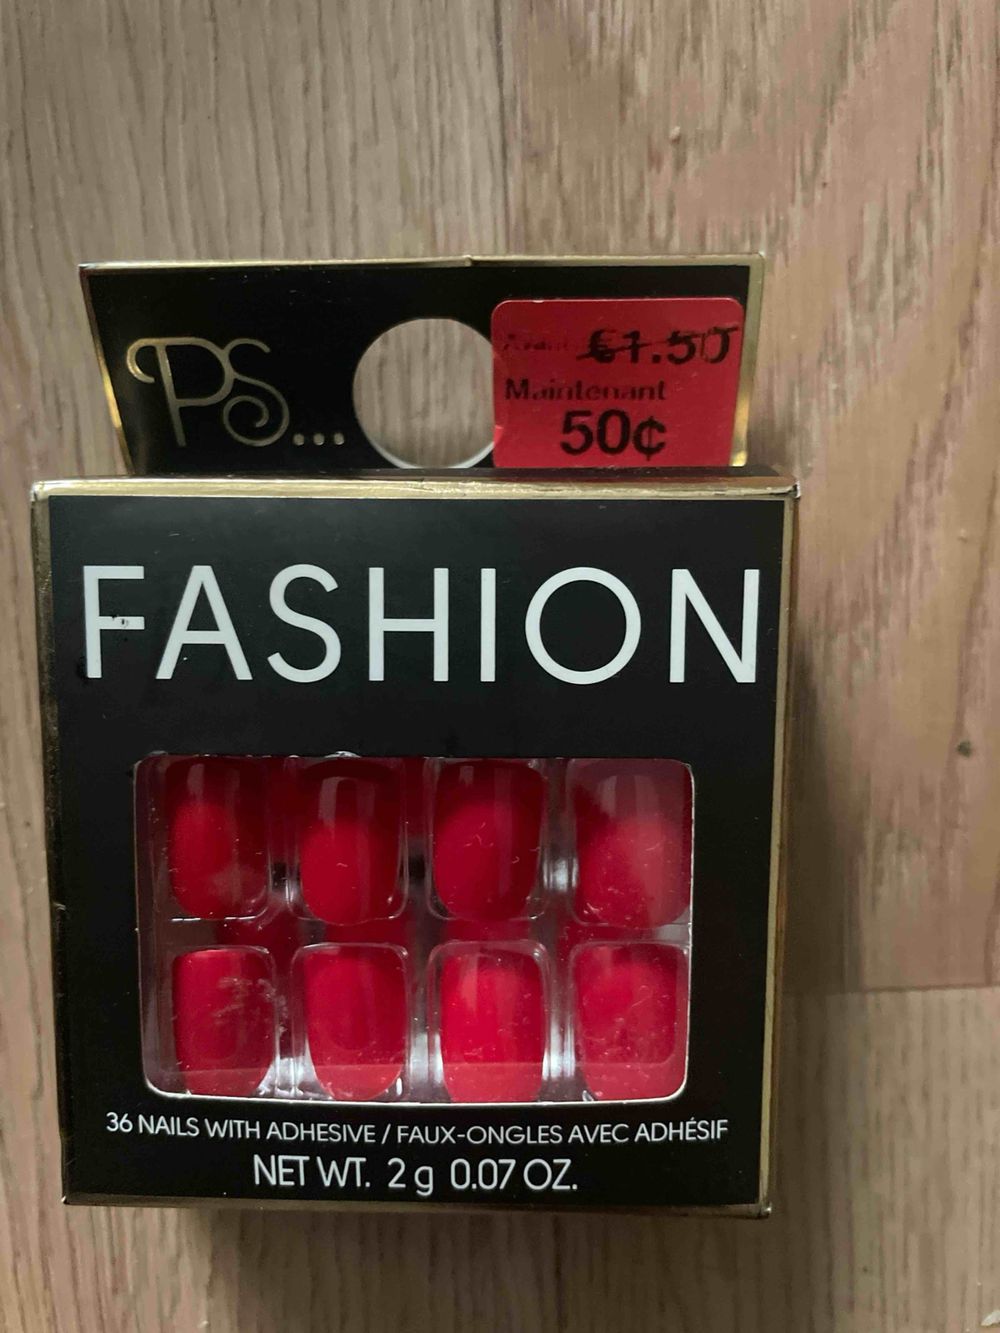 PS...
€1.50
Maintenant
50¢
FASHION
36 NAILS WITH ADHESIVE / FAUX-ONGLES AVEC ADHÉSIF
NET WT. 2 g 0.07 OZ.